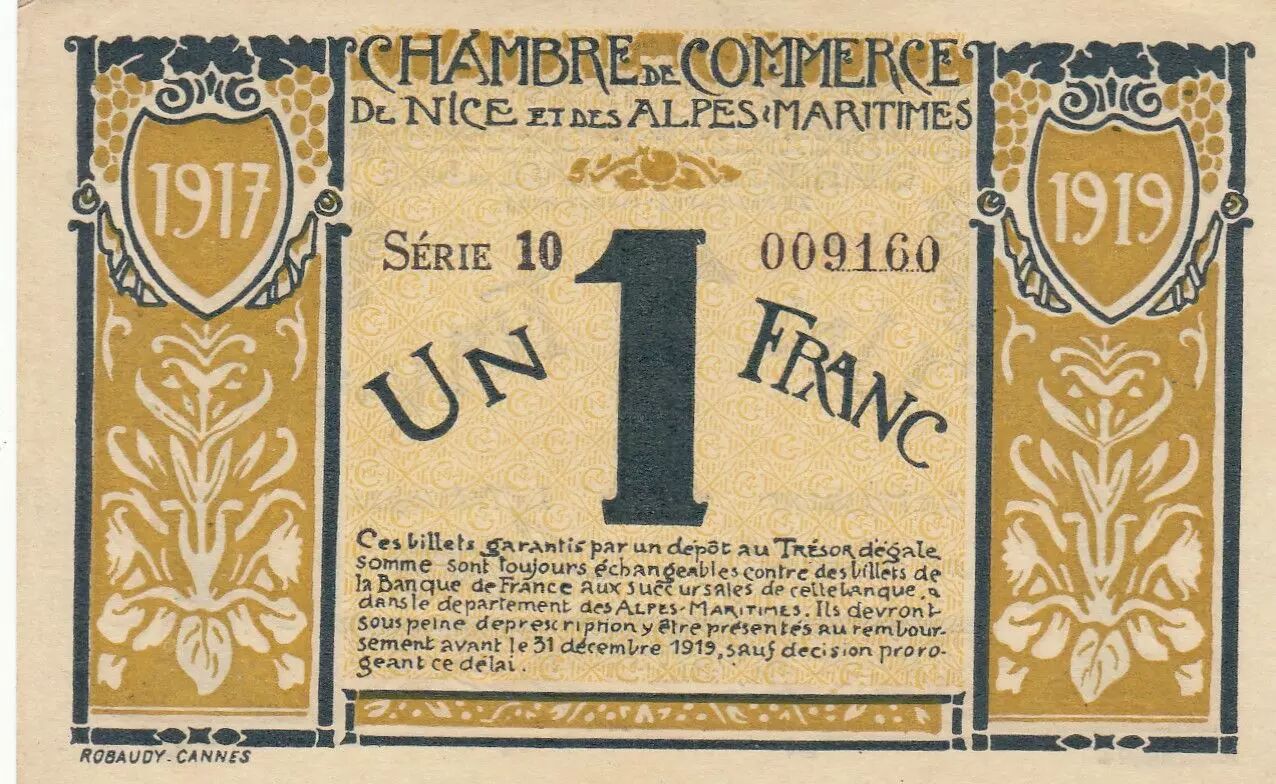 CHAMBRE DE COMMERCE
DE NICE ET DES ALPES-MARITIMES
1917
1919
SÉRIE 10
009160
UN 1 FRANC
Ces billets garantis par un dépôt au TRÉSOR d'égale
somme sont toujours échangeables contre des billets de
la Banque de France aux succursales de cette banque, à
dans le departement des ALPES-MARITIMES. Ils devront
sous peine de prescription y être présentés au rembour-
sement avant le 31 décembre 1919, sauf decision proro-
geant ce délai.
ROBAUDY-CANNES